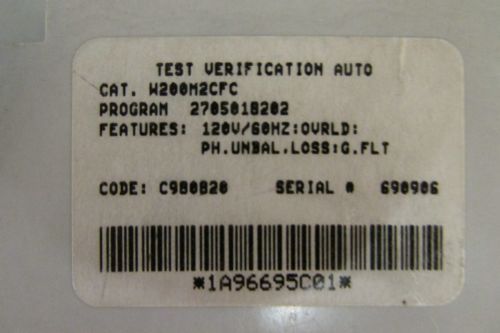 TEST VERIFICATION AUTO
CAT. W200M2CFC
PROGRAM 2705018202
FEATURES: 120V/60HZ:OVRLD:
PH.UNBAL.LOSS:G.FLT
CODE: C980820 SERIAL # 690906
*1A96695C01*